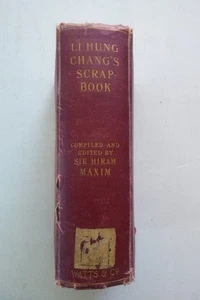 LI HUNG
CHANG'S
SCRAP-
BOOK
COMPILED AND
EDITED BY
SIR HIRAM
MAXIM
WATTS & Co